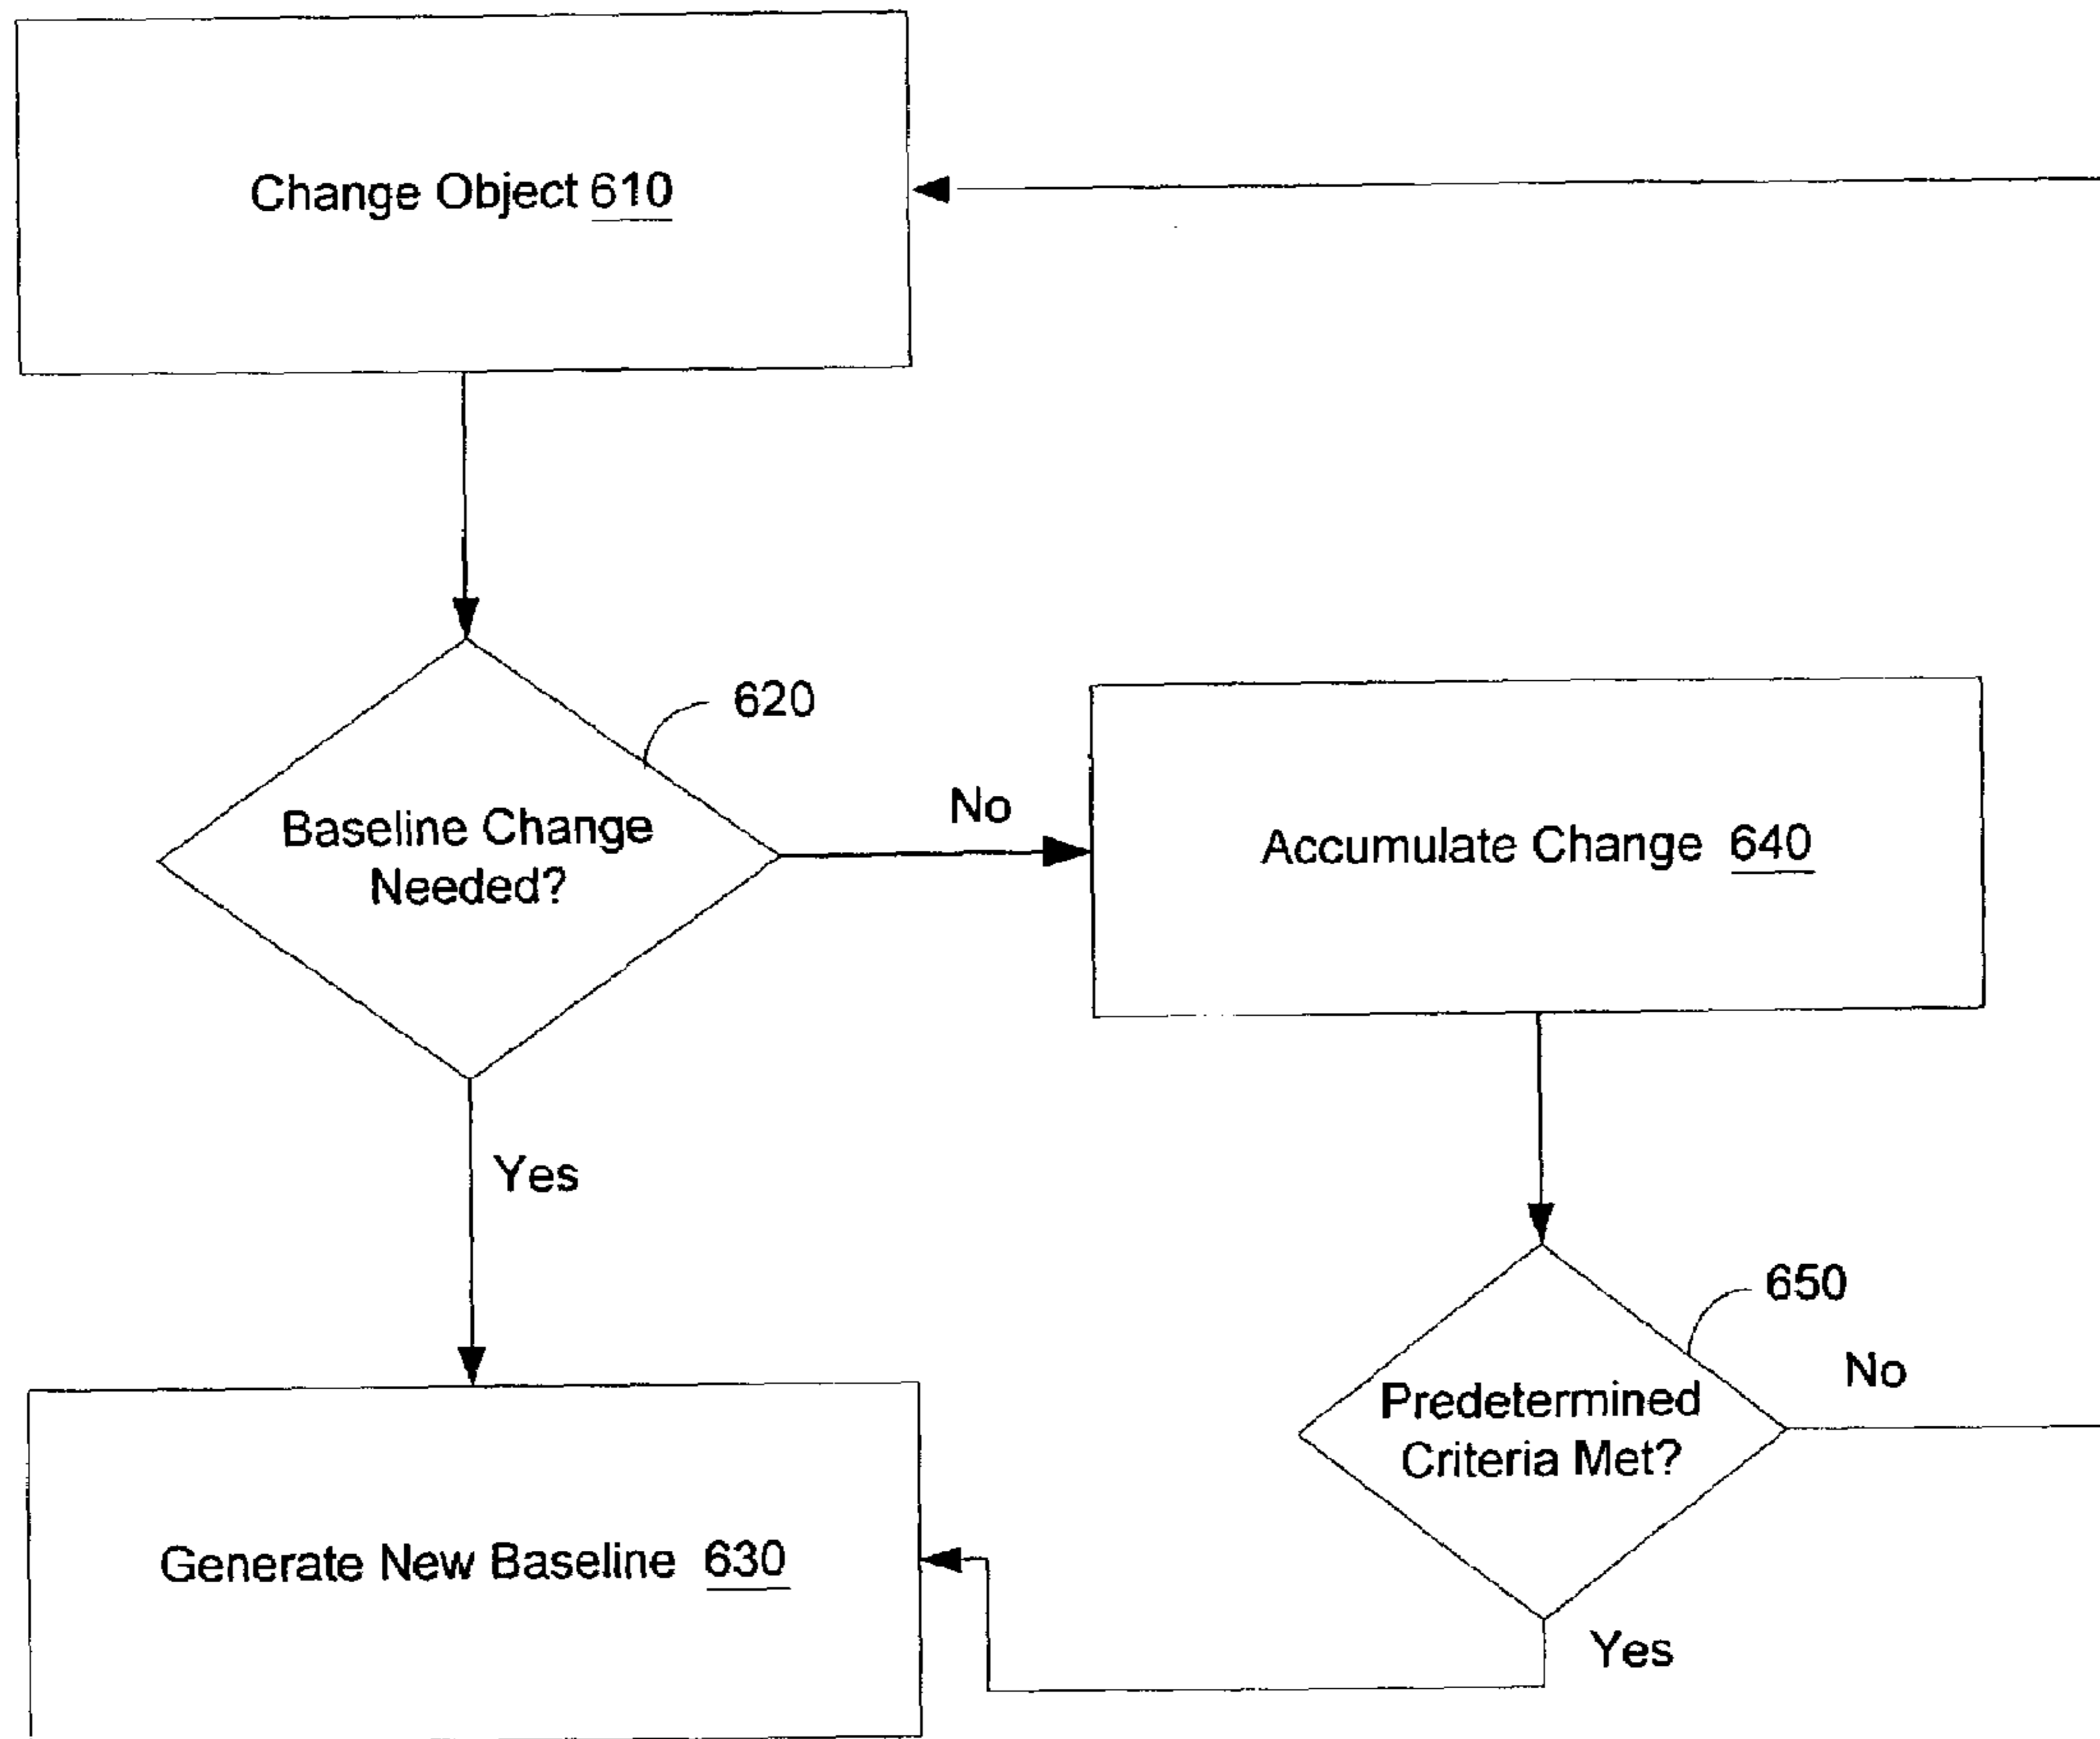 Change Object 610
620
Baseline Change
Needed?
No
Accumulate Change 640
Yes
650
Predetermined
Criteria Met?
No
Generate New Baseline 630
Yes